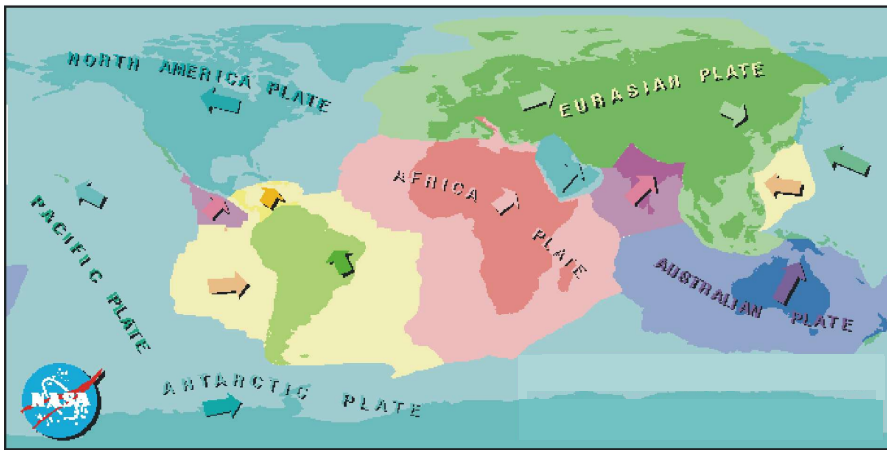 NORTH AMERICA PLATE
EURASIAN PLATE
AFRICA PLATE
PACIFIC PLATE
AUSTRALIAN PLATE
ANTARCTIC PLATE
NASA